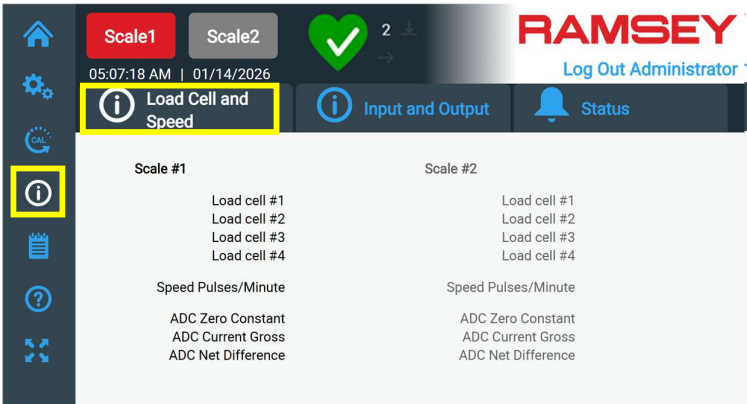 Scale1
Scale2
2
RAMSEY
05:07:18 AM | 01/14/2026
Log Out Administrator
Load Cell and
Speed
Input and Output
Status
CAL
Scale #1
Scale #2
Load cell #1
Load cell #1
Load cell #2
Load cell #2
Load cell #3
Load cell #3
Load cell #4
Load cell #4
Speed Pulses/Minute
Speed Pulses/Minute
ADC Zero Constant
ADC Zero Constant
ADC Current Gross
ADC Current Gross
ADC Net Difference
ADC Net Difference